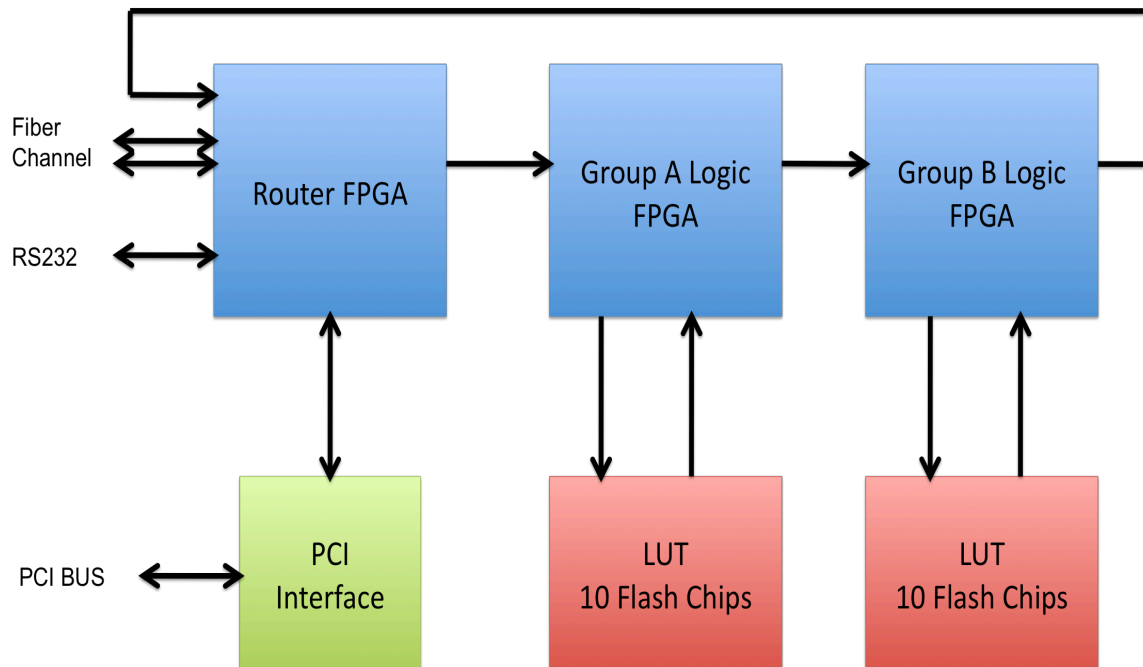 Fiber
Channel
RS232
Router FPGA
Group A Logic
FPGA
Group B Logic
FPGA
PCI BUS
PCI
Interface
LUT
10 Flash Chips
LUT
10 Flash Chips